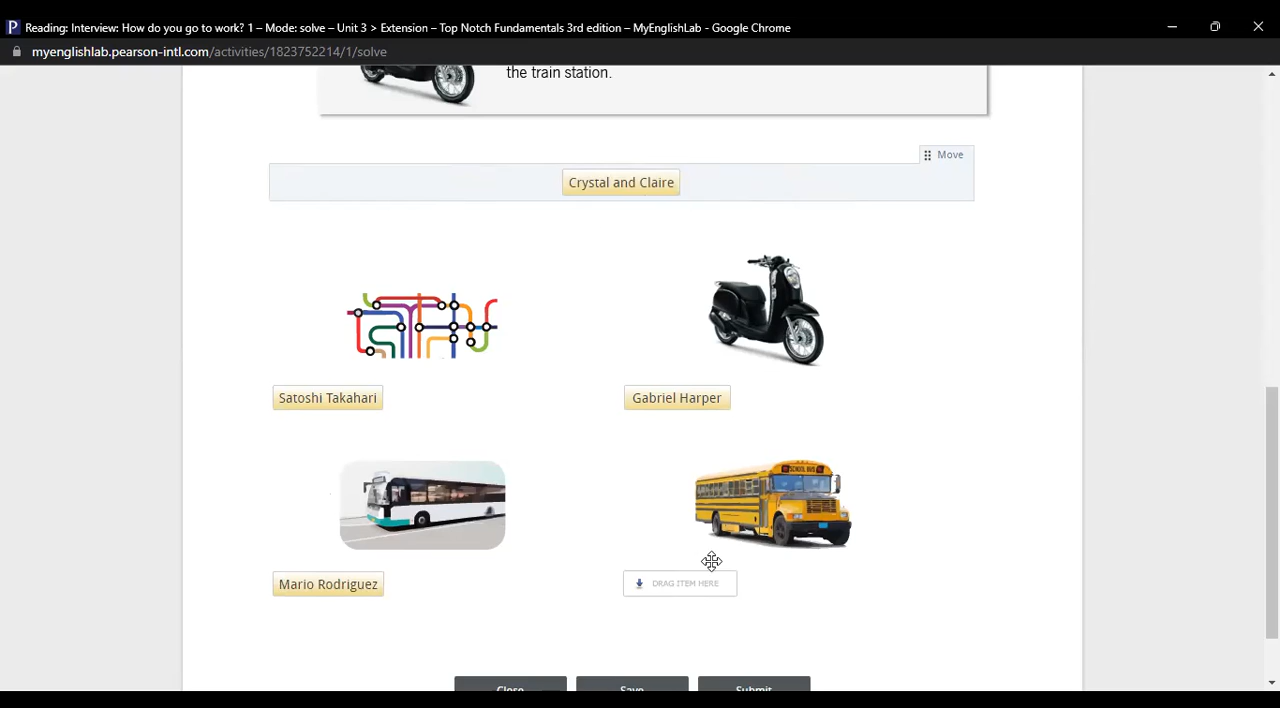 Reading: Interview: How do you go to work? 1 – Mode: solve – Unit 3 > Extension – Top Notch Fundamentals 3rd edition – MyEnglishLab - Google Chrome
myenglishlab.pearson-intl.com/activities/1823752214/1/solve
the train station.
Move
Crystal and Claire
Satoshi Takahari
Gabriel Harper
SCHOOL BUS
Mario Rodriguez
DRAG ITEM HERE
Close
Save
Submit